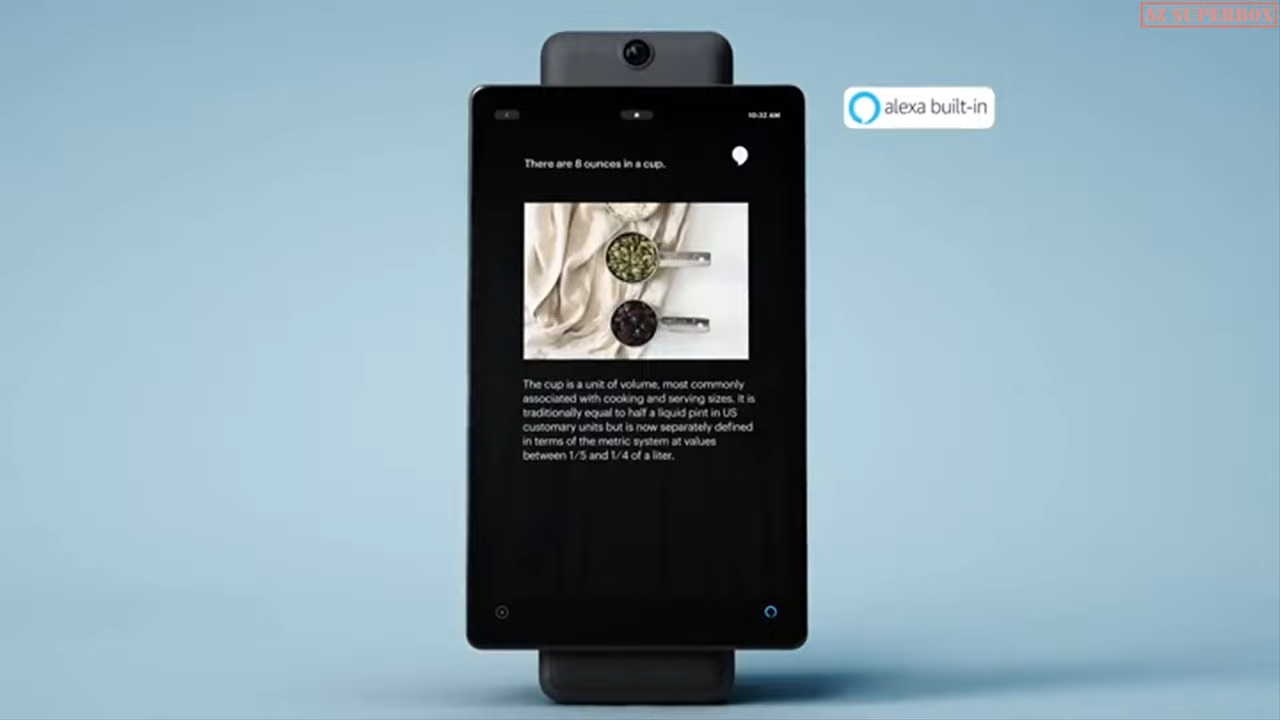 AZ SUPERBOX
alexa built-in
10:32 AM
There are 8 ounces in a cup.
The cup is a unit of volume, most commonly
associated with cooking and serving sizes. It is
traditionally equal to half a liquid pint in US
customary units but is now separately defined
in terms of the metric system at values
between 1/5 and 1/4 of a liter.